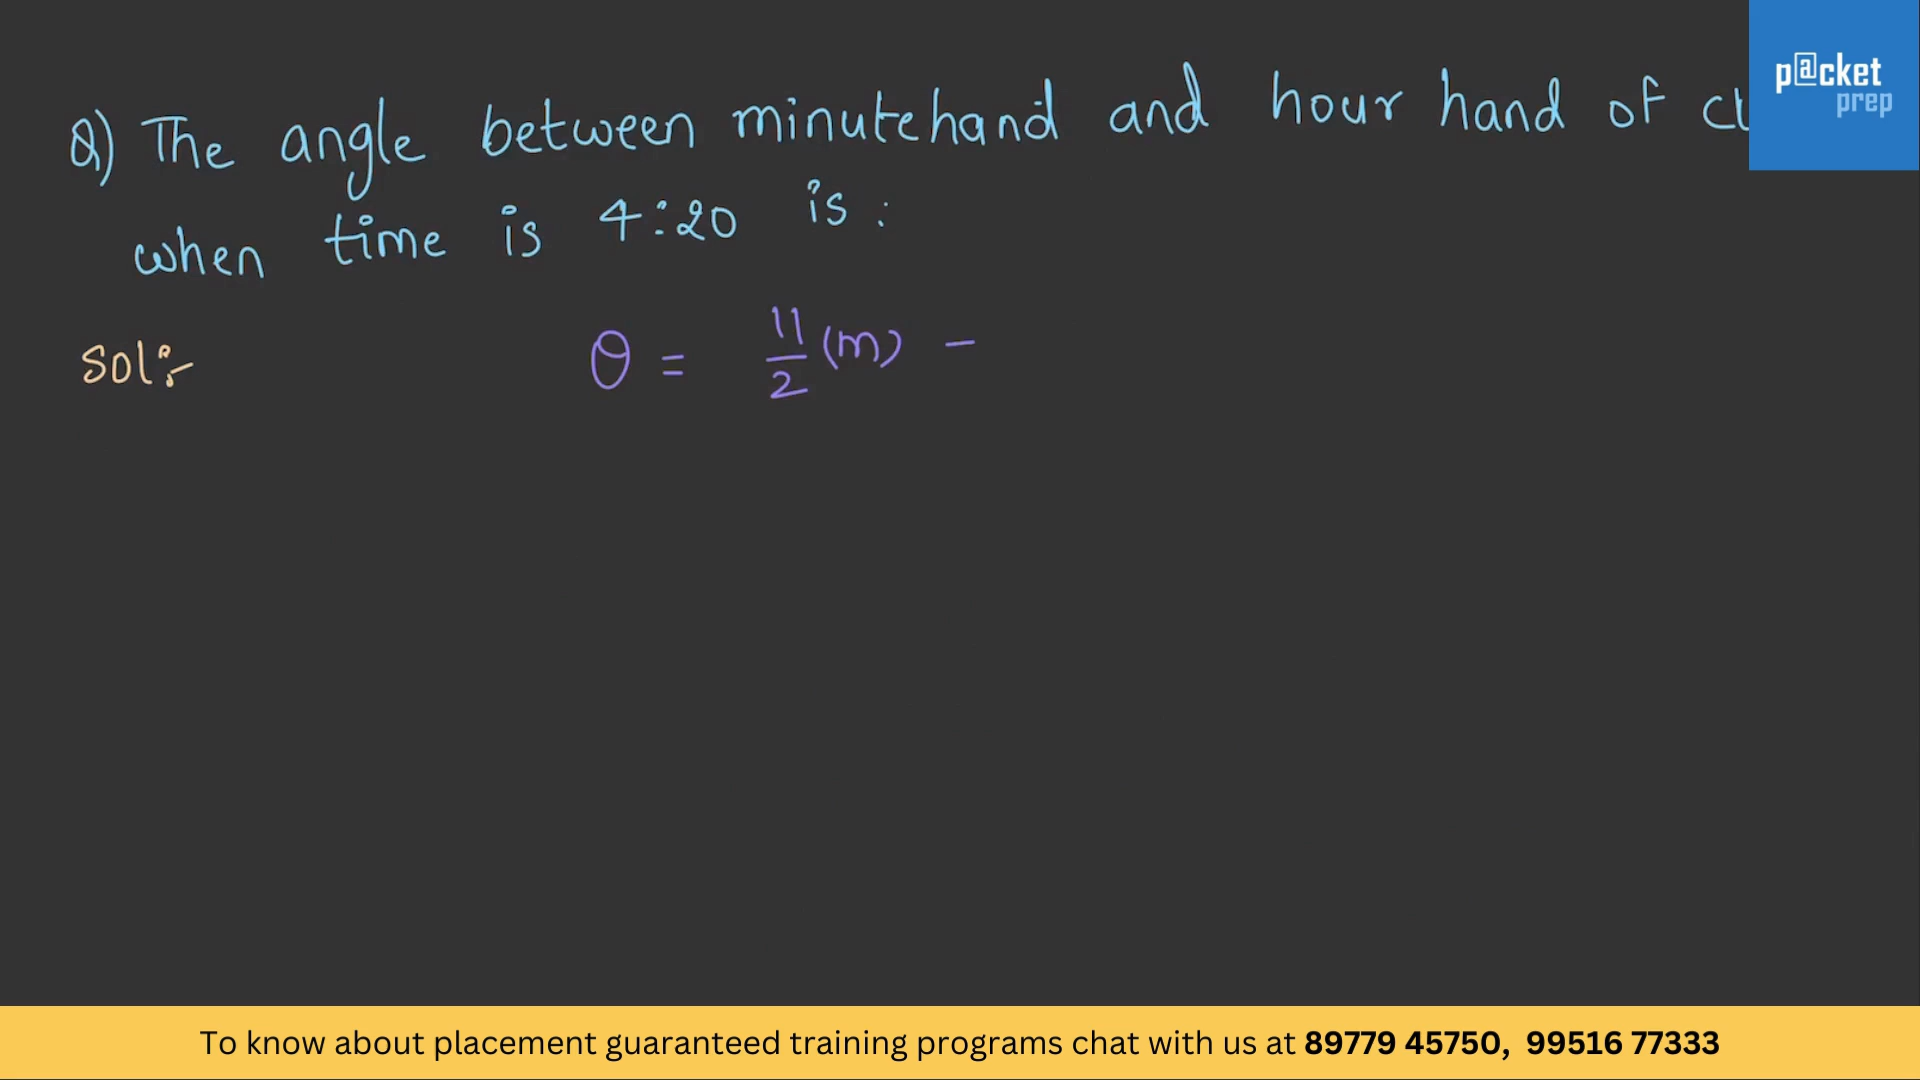 Q) The angle between minutehand and hour hand of cl
when time is 4:20 is :
Sol:-
θ = 11/2 (m) -
p@cket
prep
To know about placement guaranteed training programs chat with us at 89779 45750, 99516 77333